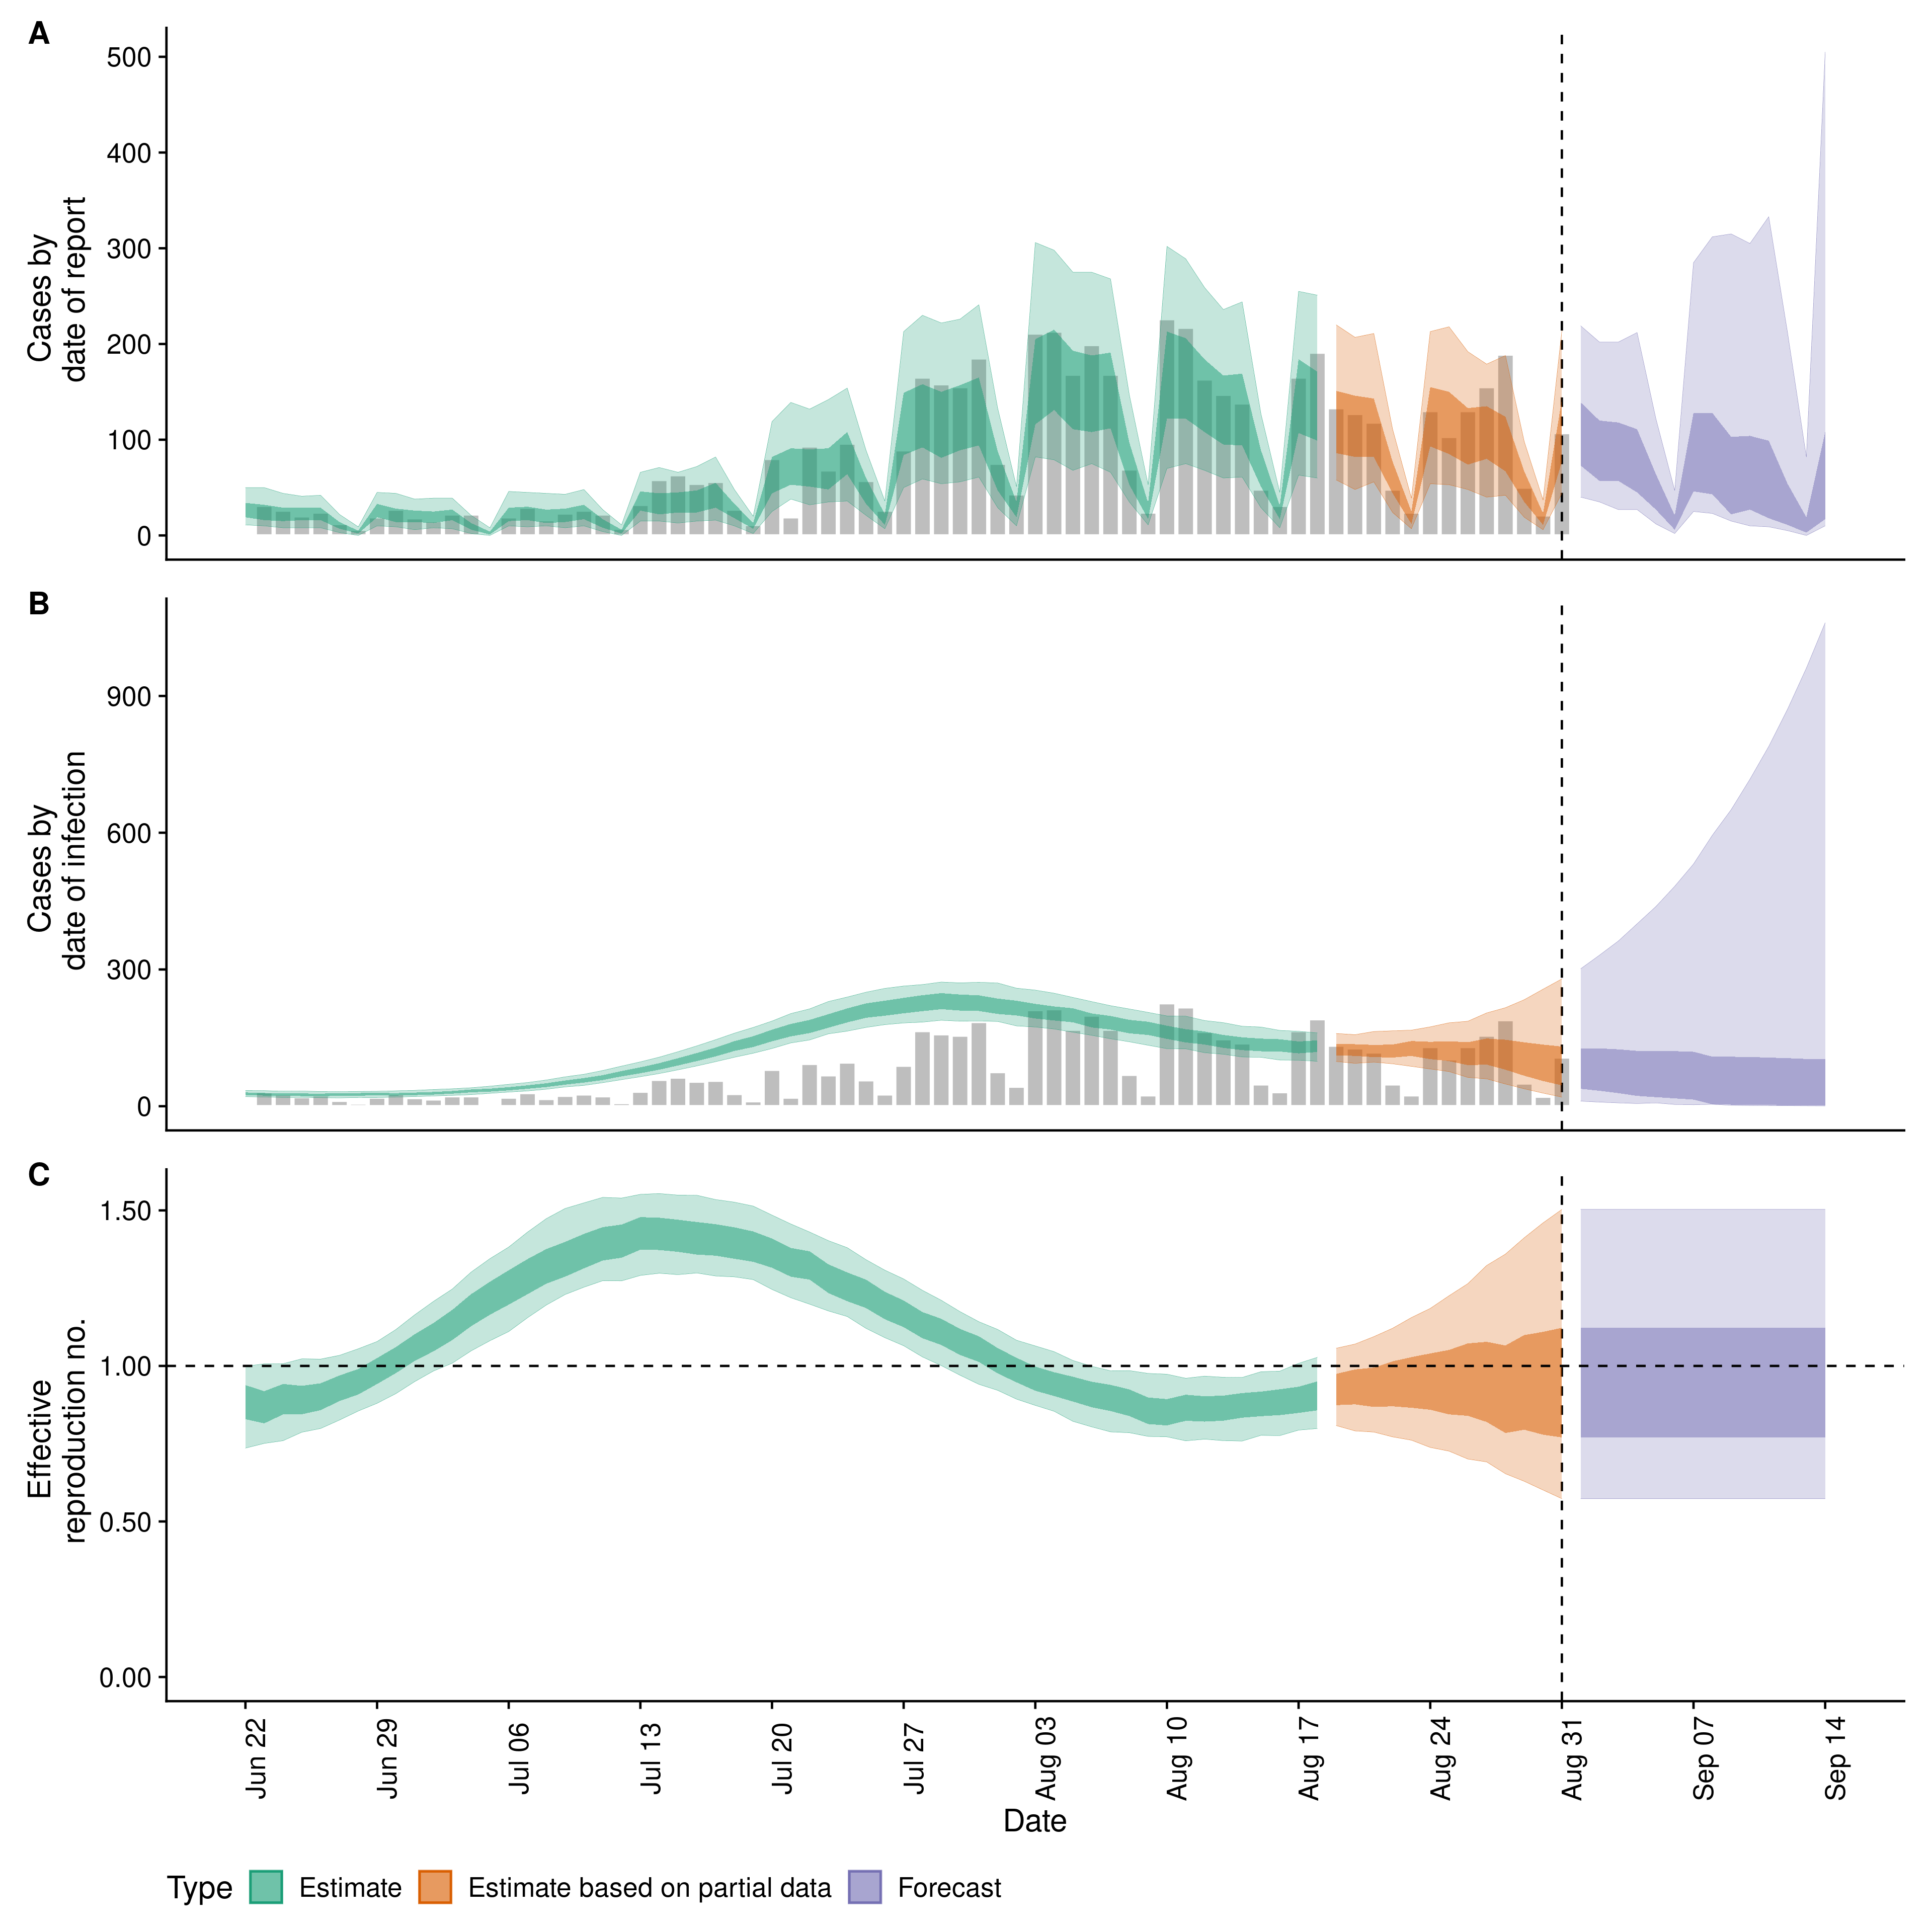 A
500
400
300
200
100
0
Cases by
date of report
B
900
600
300
0
Cases by
date of infection
C
1.50
1.00
0.50
0.00
Effective
reproduction no.
Jun 22
Jun 29
Jul 06
Jul 13
Jul 20
Jul 27
Aug 03
Aug 10
Aug 17
Aug 24
Aug 31
Sep 07
Sep 14
Date
Type Estimate Estimate based on partial data Forecast